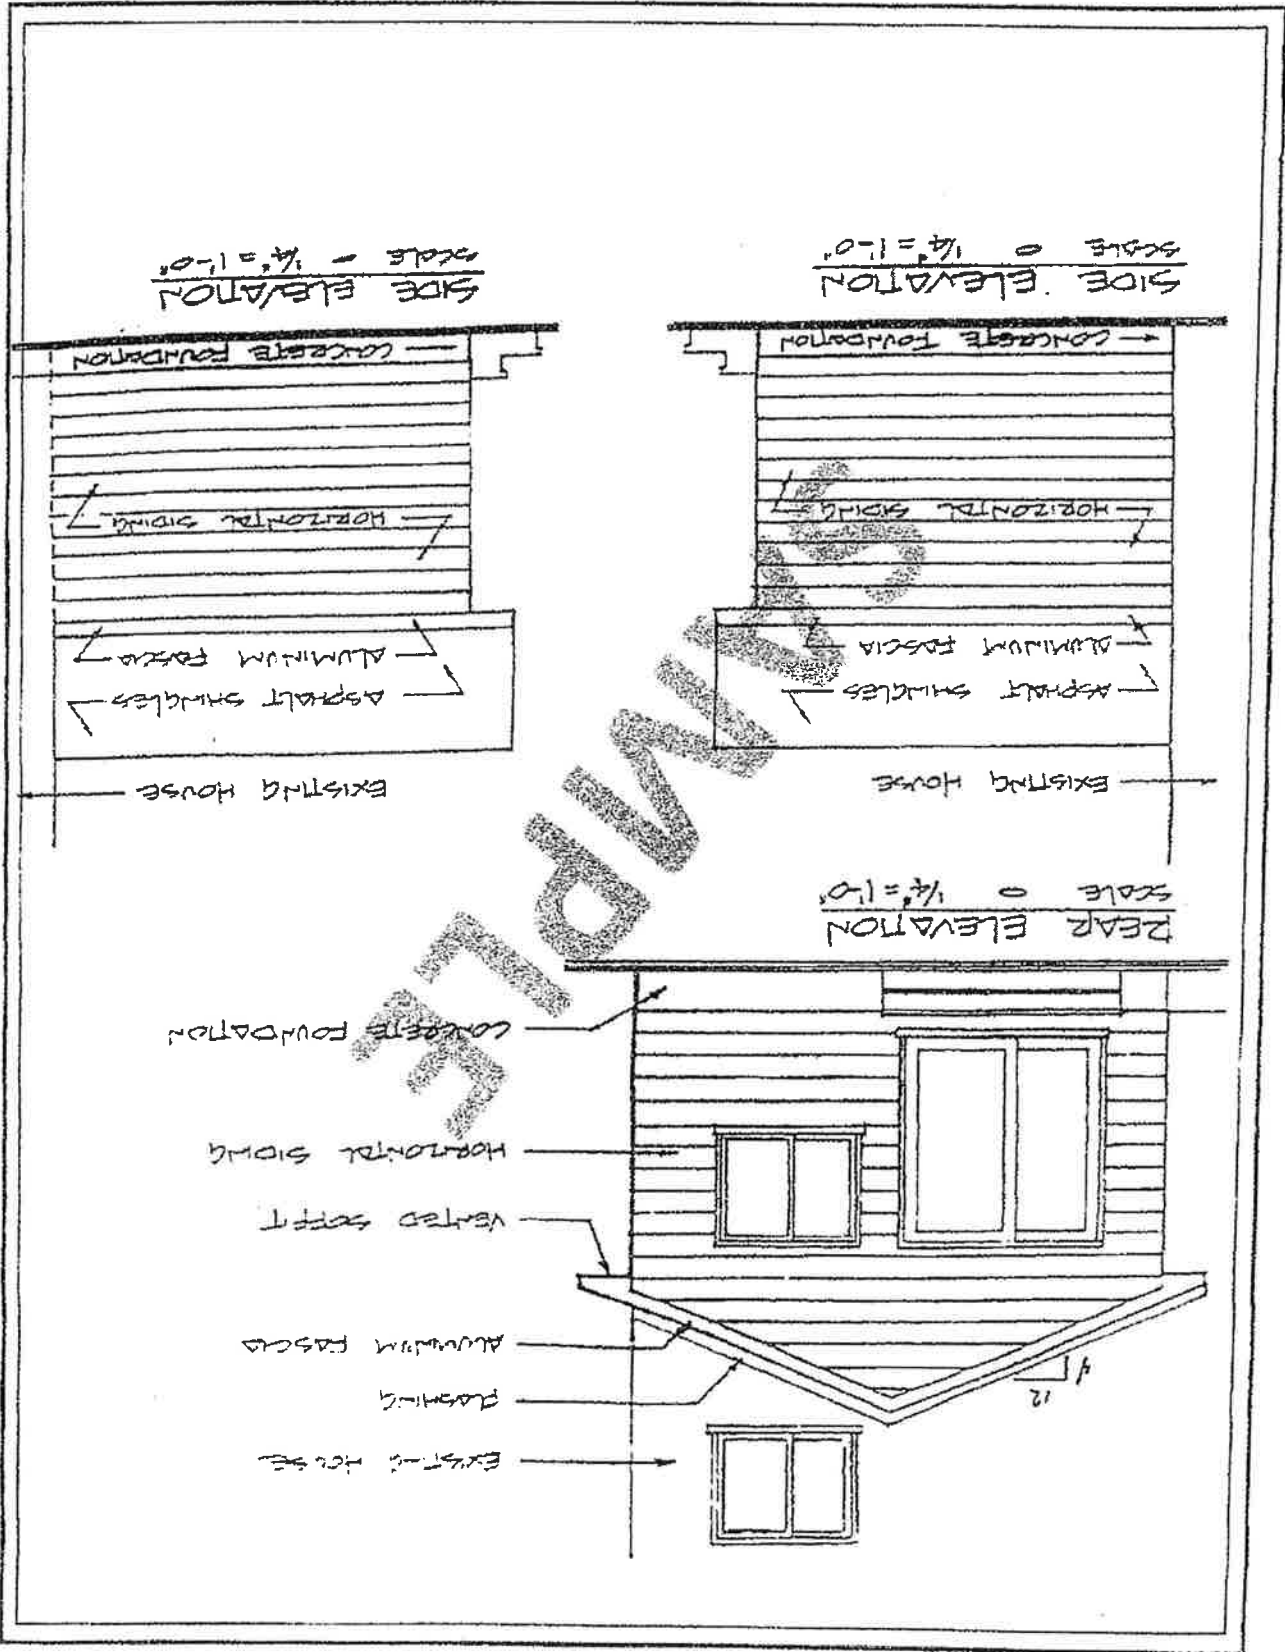 EXISTING HOUSE
FLASHING
12
4
ALUMINUM FASCIA
VENTED SOFFIT
HORIZONTAL SIDING
CONCRETE FOUNDATION
REAR ELEVATION
SCALE o 1/4" = 1'-0"
EXISTING HOUSE
ASPHALT SHINGLES
ALUMINUM FASCIA
HORIZONTAL SIDING
CONCRETE FOUNDATION
SIDE ELEVATION
SCALE o 1/4" = 1'-0"
EXISTING HOUSE
ASPHALT SHINGLES
ALUMINUM FASCIA
HORIZONTAL SIDING
CONCRETE FOUNDATION
SIDE ELEVATION
SCALE - 1/4" = 1'-0"
SAMPLE